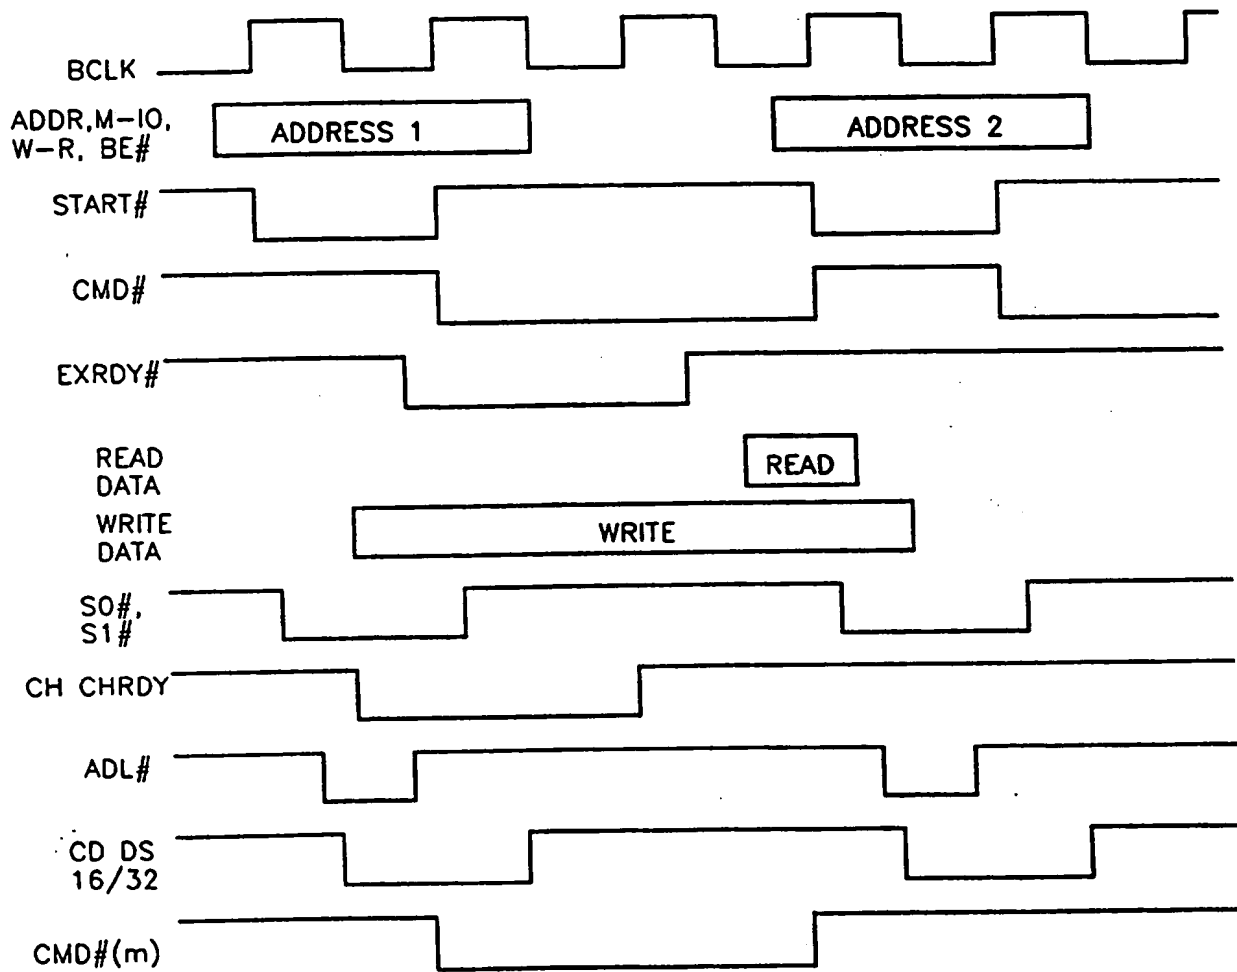 BCLK
ADDR,M-IO,
W-R, BE#
ADDRESS 1
ADDRESS 2
START#
CMD#
EXRDY#
READ
DATA
READ
WRITE
DATA
WRITE
S0#,
S1#
CH CHRDY
ADL#
CD DS
16/32
CMD#(m)